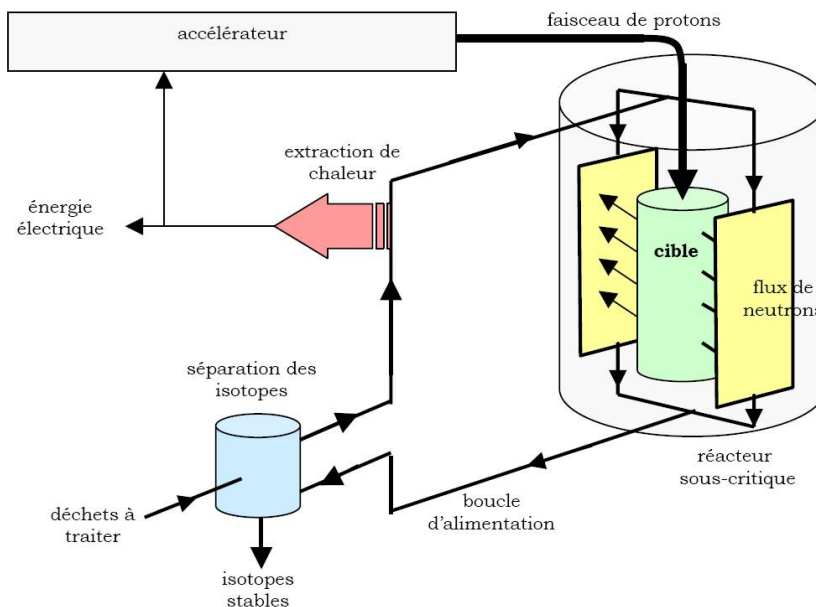 accélérateur
faisceau de protons
extraction de
chaleur
énergie
électrique
cible
flux de
neutrons
séparation des
isotopes
réacteur
sous-critique
boucle
d'alimentation
déchets à
traiter
isotopes
stables